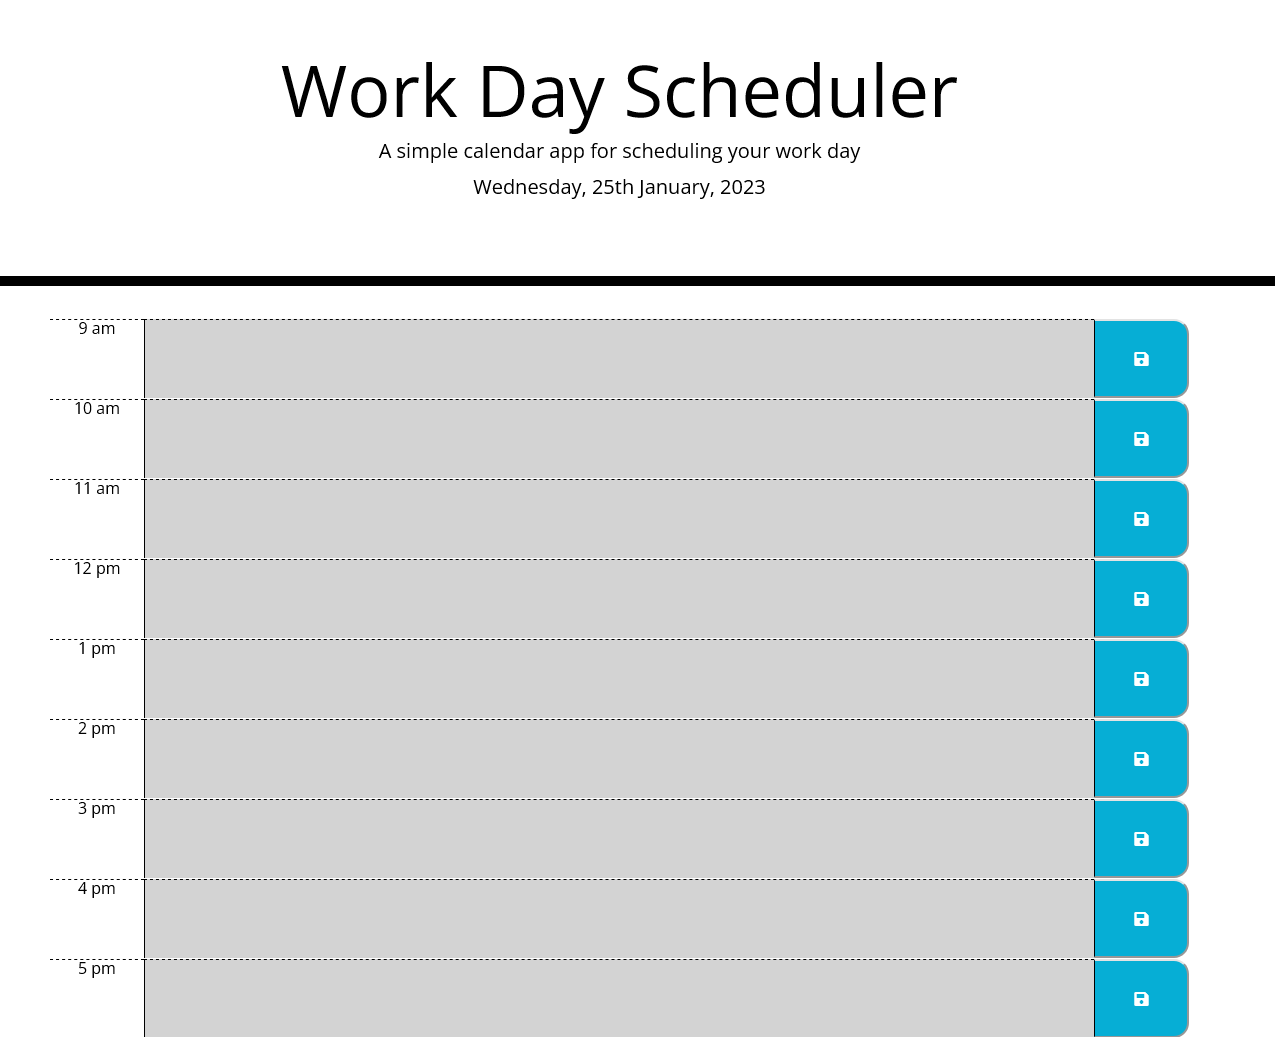 Work Day Scheduler
A simple calendar app for scheduling your work day
Wednesday, 25th January, 2023
9 am
10 am
11 am
12 pm
1 pm
2 pm
3 pm
4 pm
5 pm